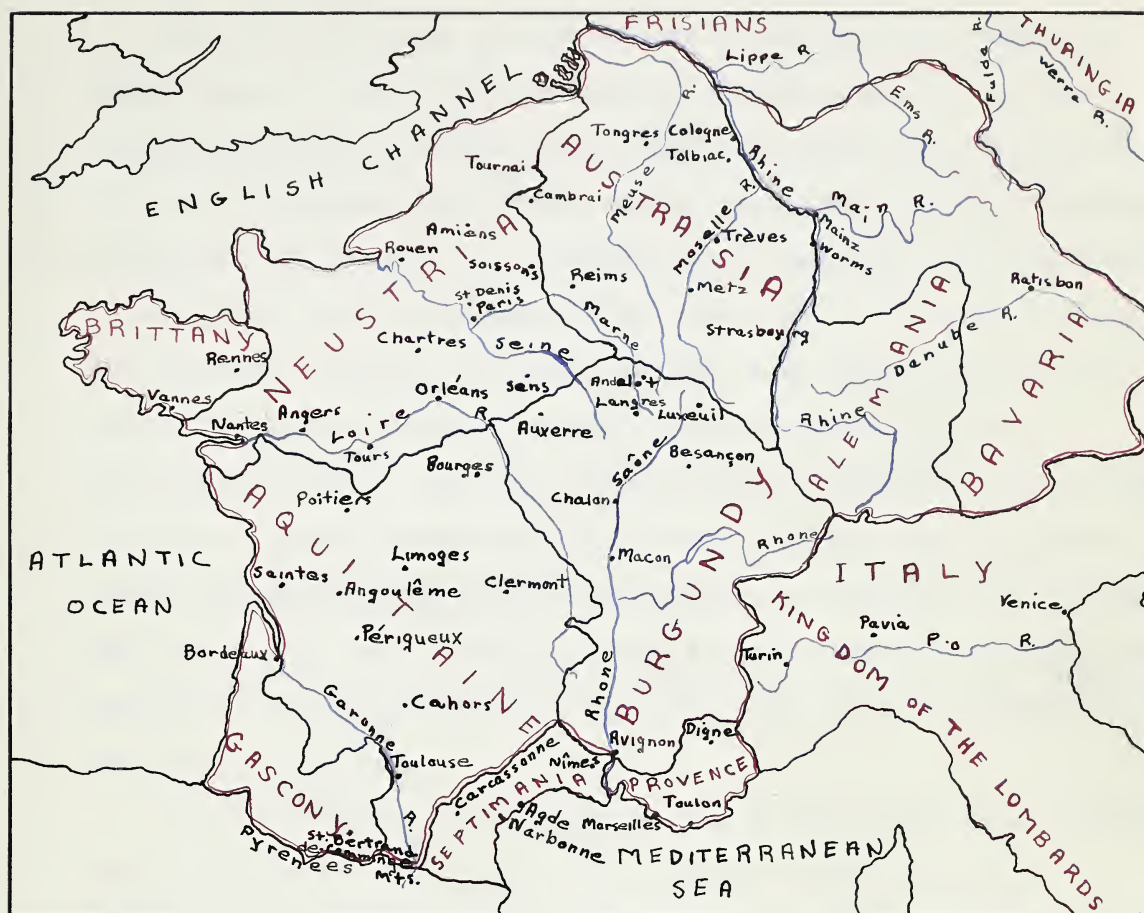 FRISIANS
THURINGIA
Lippe R.
Fulda R.
Werra R.
Ems R.
ENGLISH CHANNEL
R.
Meuse
Tongres
Cologne
Tolbiac
Rhine
AUSTRASIA
Tournai
Cambrai
Moselle R.
Main R.
Mainz
Worms
Trèves
Metz
Amiens
Rouen
Soissons
Reims
St Denis
Paris
Marne
Strasbourg
Ratisbon
Danube R.
BRITTANY
Rennes
NEUSTRIA
Chartres
Seine
Vannes
Orléans
Sens
Andelot
Langres
Luxeuil
Nantes
Angers
Loire R.
Tours
Auxerre
Rhine
ALEMANIA
BAVARIA
Bourges
Saône
Besançon
Poitiers
Chalon
AQUITAINE
BURGUNDY
ATLANTIC
OCEAN
Limoges
Macon
Rhone
Saintes
Angoulême
Clermont
ITALY
Venice
Périqueux
Pavia
Po R.
Turin
KINGDOM OF THE LOMBARDS
Bordeaux
Garonne R.
Cahors
Rhone
GASCONY
Toulouse
Avignon
Digne
Carcassonne
Nîmes
PROVENCE
SEPTIMANIA
Toulon
Agde
Marseilles
Narbonne
St. Bertrand
de Comminge
Pyrenees Mts.
MEDITERRANEAN
SEA